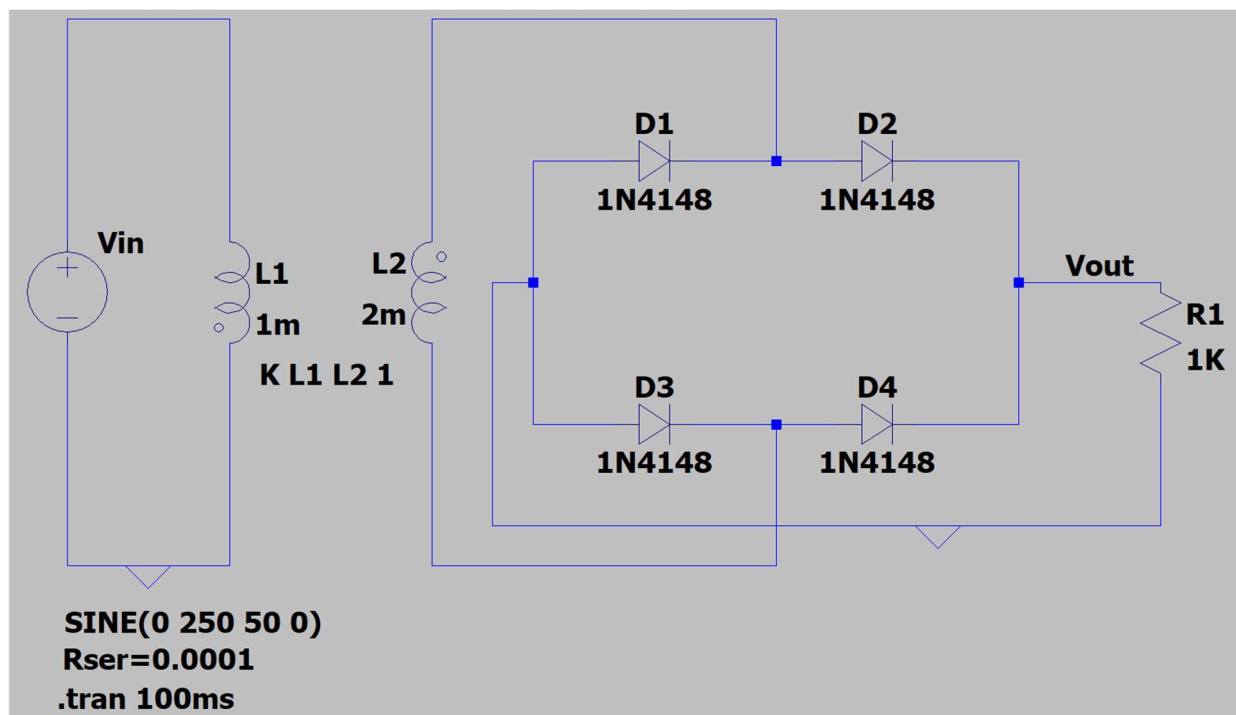 D1
D2
1N4148
1N4148
Vin
L1
1m
L2
2m
K L1 L2 1
Vout
R1
1K
D3
D4
1N4148
1N4148
SINE(0 250 50 0)
Rser=0.0001
.tran 100ms